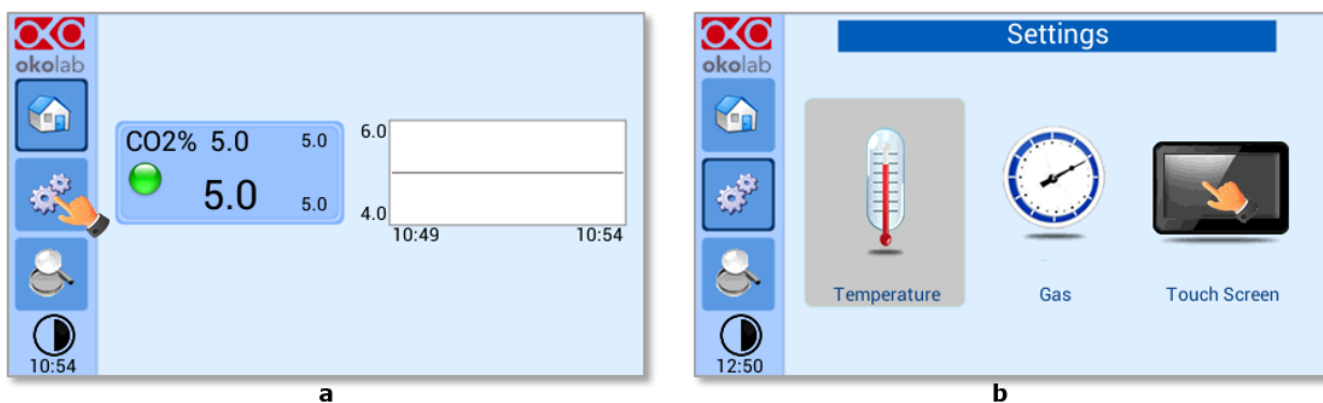 okolab
CO2% 5.0 5.0
5.0 5.0
6.0
4.0
10:49 10:54
10:54
a
okolab
Settings
Temperature Gas Touch Screen
12:50
b